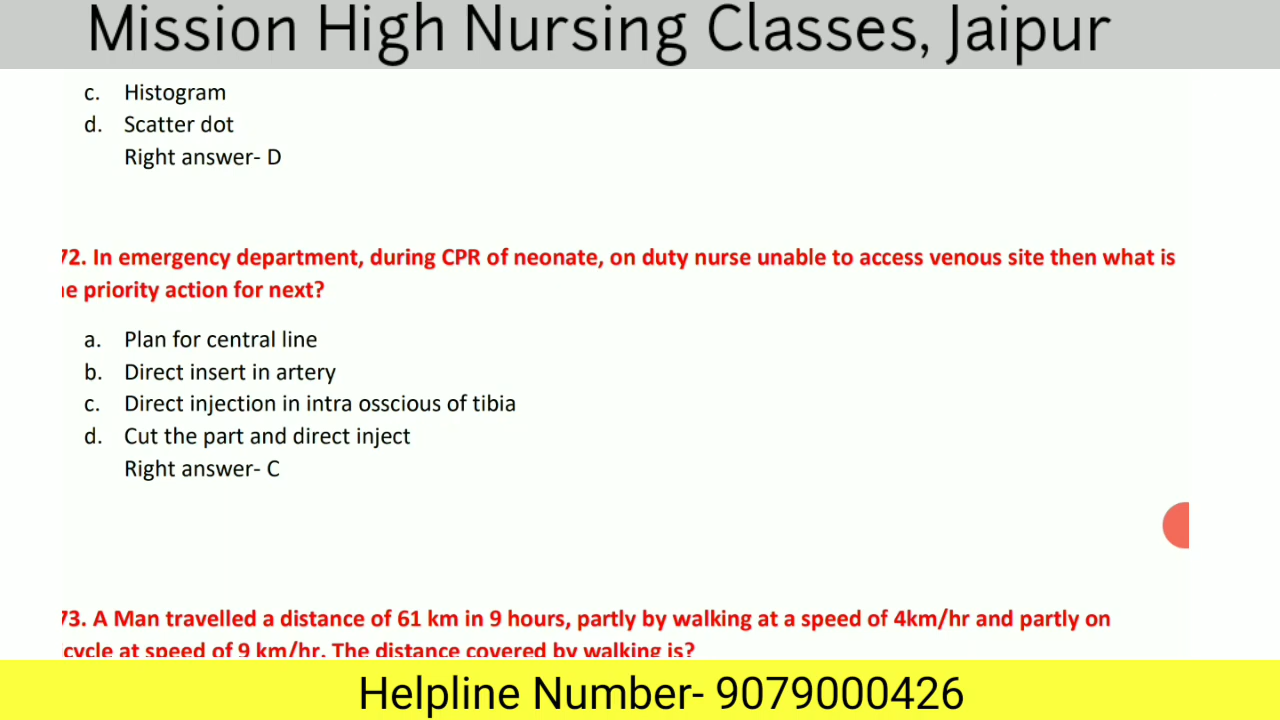 Mission High Nursing Classes, Jaipur
c. Histogram
d. Scatter dot
Right answer- D
72. In emergency department, during CPR of neonate, on duty nurse unable to access venous site then what is
priority action for next?
a. Plan for central line
b. Direct insert in artery
c. Direct injection in intra osscious of tibia
d. Cut the part and direct inject
Right answer- C
73. A Man travelled a distance of 61 km in 9 hours, partly by walking at a speed of 4km/hr and partly on
cycle at speed of 9 km/hr. The distance covered by walking is?
Helpline Number- 9079000426